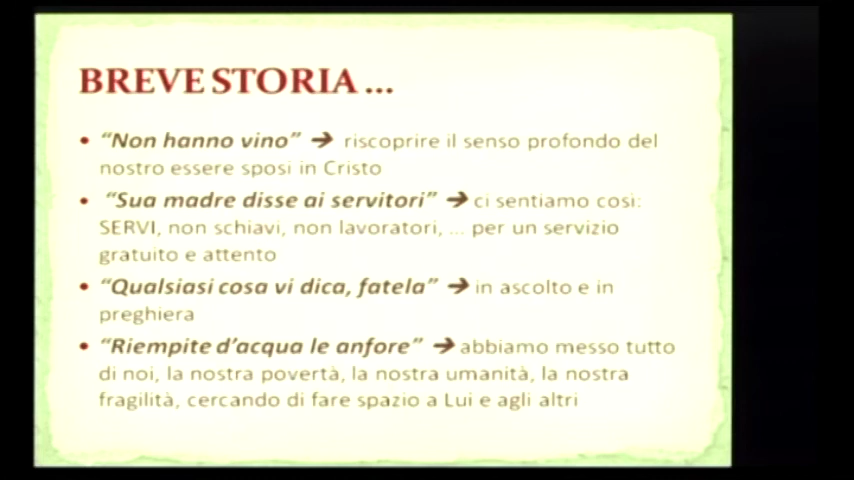 BREVE STORIA ...
• “Non hanno vino” ➔ riscoprire il senso profondo del
nostro essere sposi in Cristo
• “Sua madre disse ai servitori” ➔ ci sentiamo così:
SERVI, non schiavi, non lavoratori, ... per un servizio
gratuito e attento
• “Qualsiasi cosa vi dica, fatela” ➔ in ascolto e in
preghiera
• “Riempite d’acqua le anfore” ➔ abbiamo messo tutto
di noi, la nostra povertà, la nostra umanità, la nostra
fragilità, cercando di fare spazio a Lui e agli altri